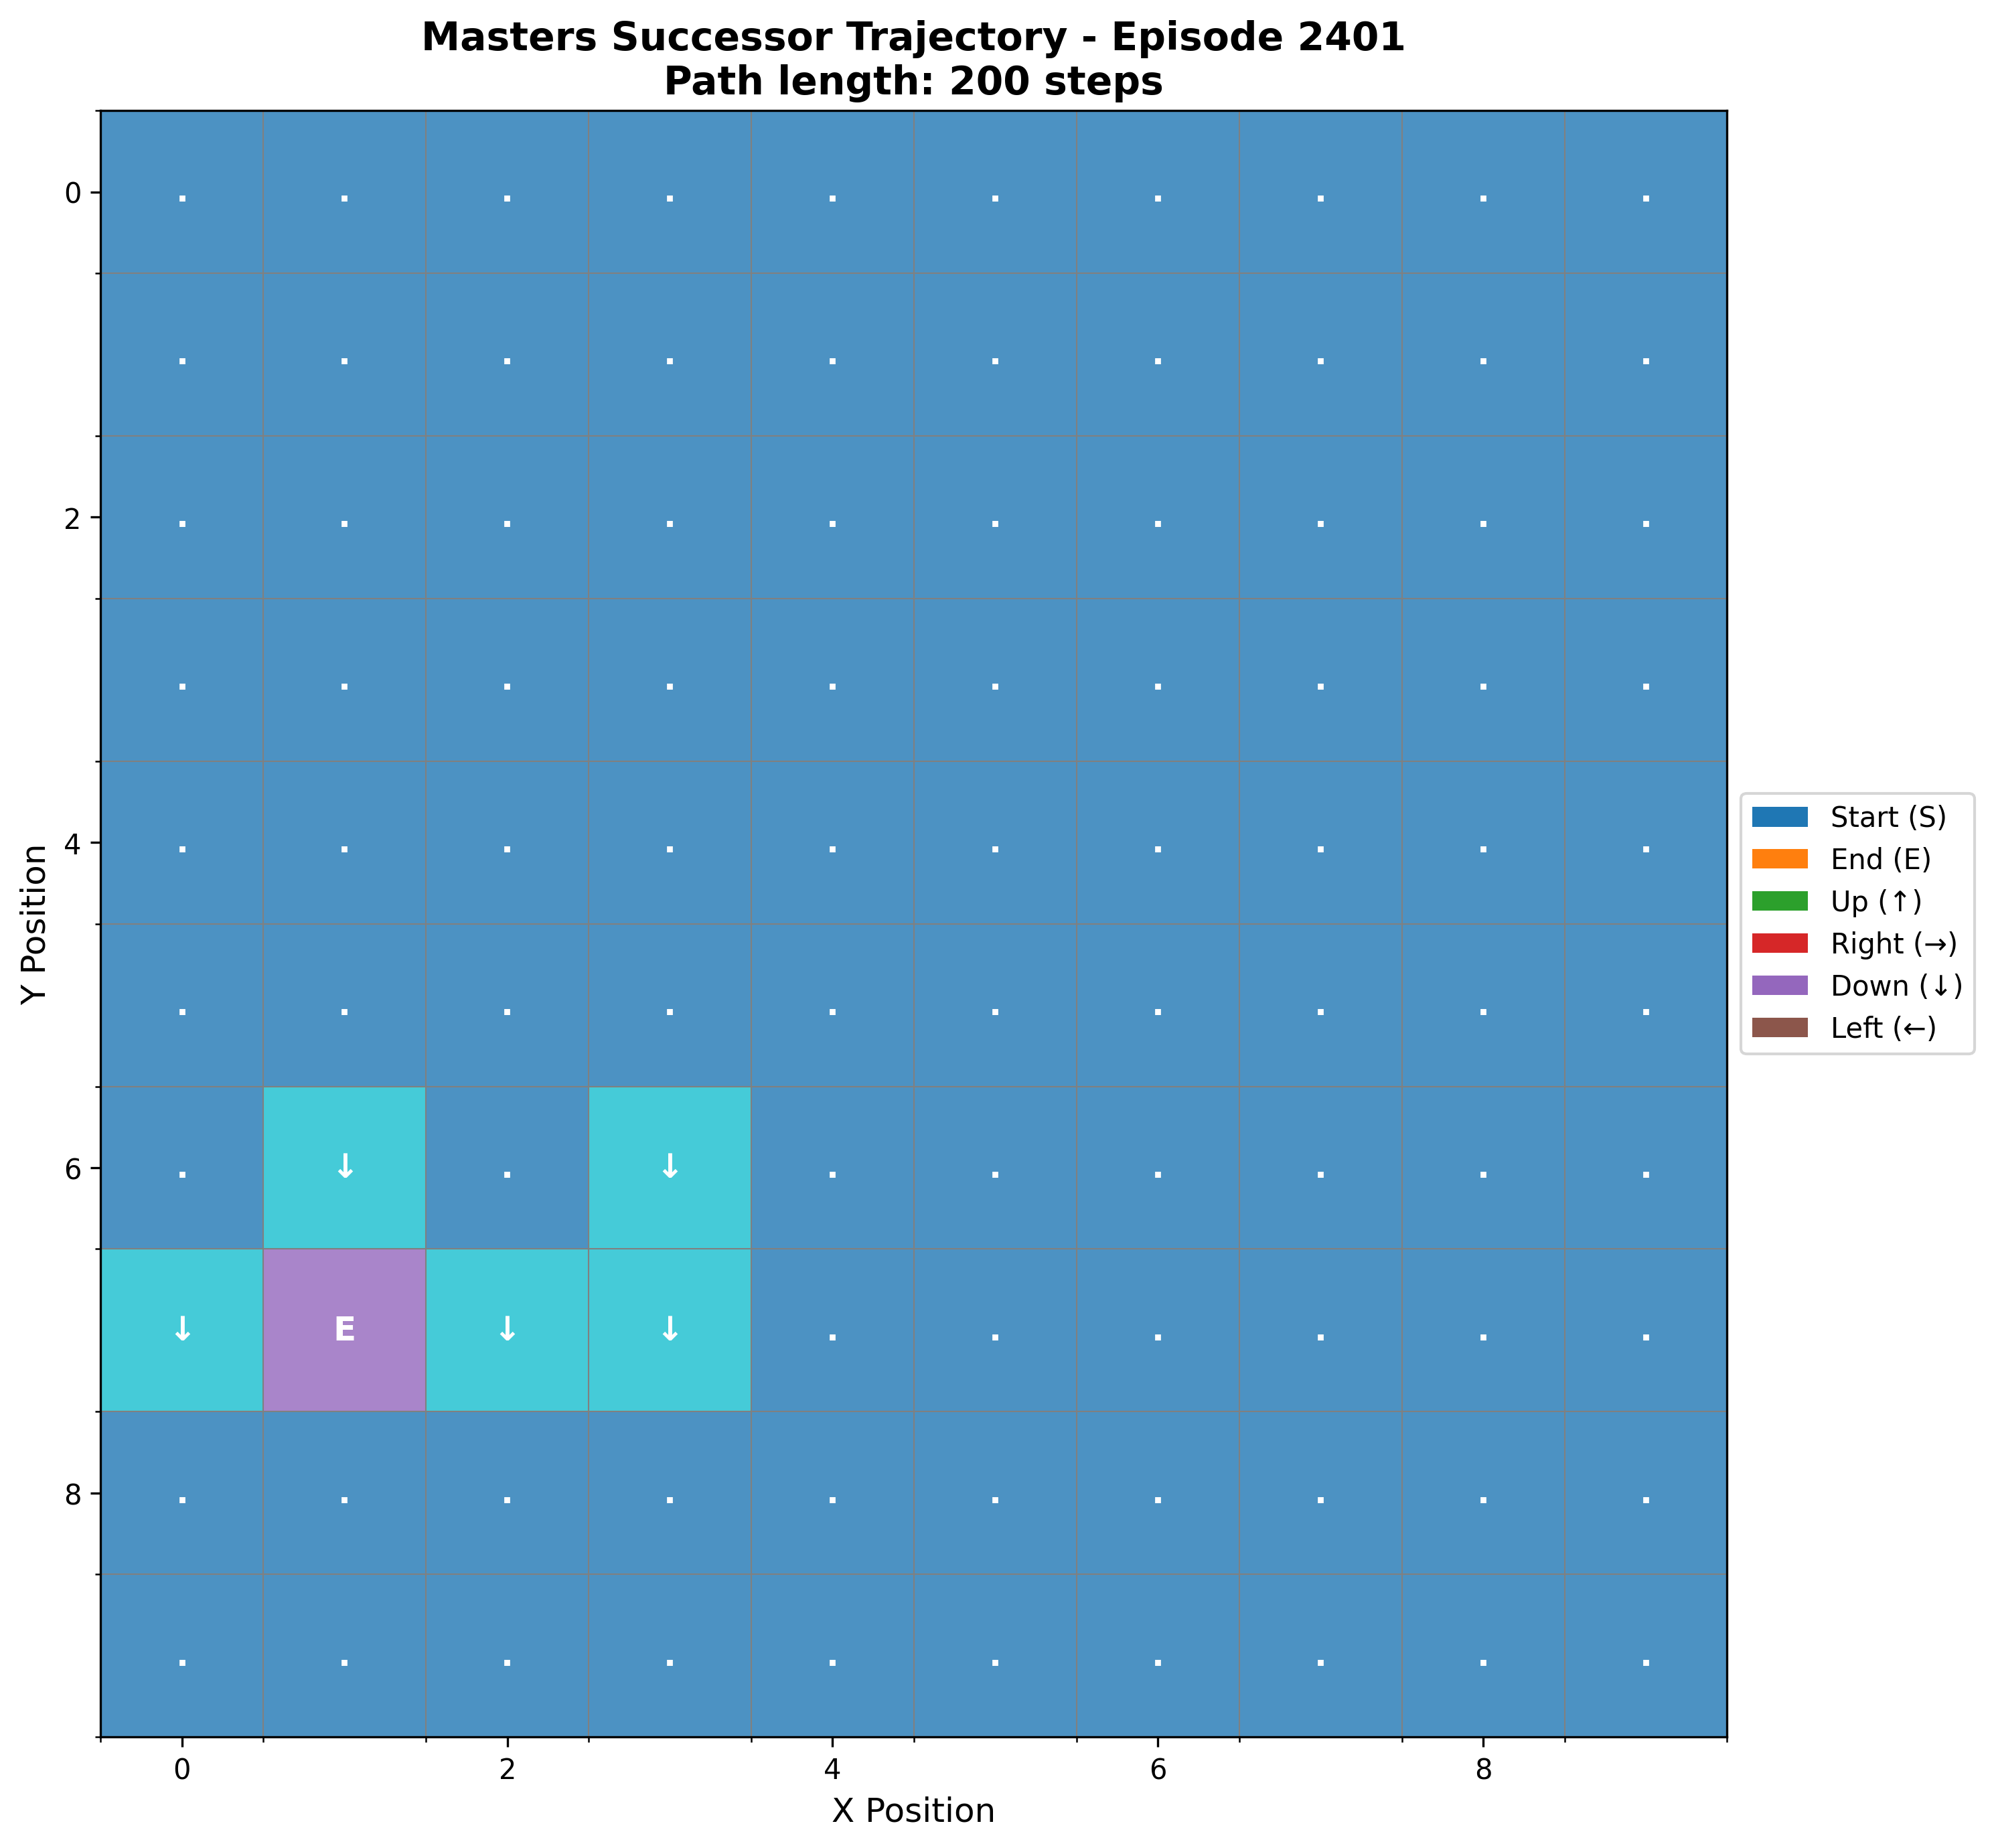 Masters Successor Trajectory - Episode 2401
Path length: 200 steps
Y Position
0
. . . . . . . . . .
. . . . . . . . . .
2
. . . . . . . . . .
. . . . . . . . . .
4
. . . . . . . . . .
. . . . . . . . . .
6
. ↓ . ↓ . . . . . .
↓ E ↓ ↓ . . . . . .
8
. . . . . . . . . .
. . . . . . . . . .
0 2 4 6 8
X Position
Start (S)
End (E)
Up (↑)
Right (→)
Down (↓)
Left (←)